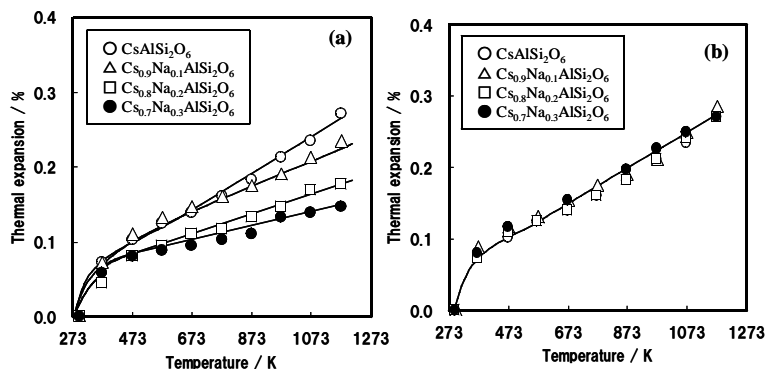 (a)
CsAlSi₂O₆
Cs₀.₉Na₀.₁AlSi₂O₆
Cs₀.₈Na₀.₂AlSi₂O₆
Cs₀.₇Na₀.₃AlSi₂O₆
Thermal expansion / %
0.4
0.3
0.2
0.1
0.0
273 473 673 873 1073 1273
Temperature / K
(b)
CsAlSi₂O₆
Cs₀.₉Na₀.₁AlSi₂O₆
Cs₀.₈Na₀.₂AlSi₂O₆
Cs₀.₇Na₀.₃AlSi₂O₆
Thermal expansion / %
0.4
0.3
0.2
0.1
0.0
273 473 673 873 1073 1273
Temperature / K